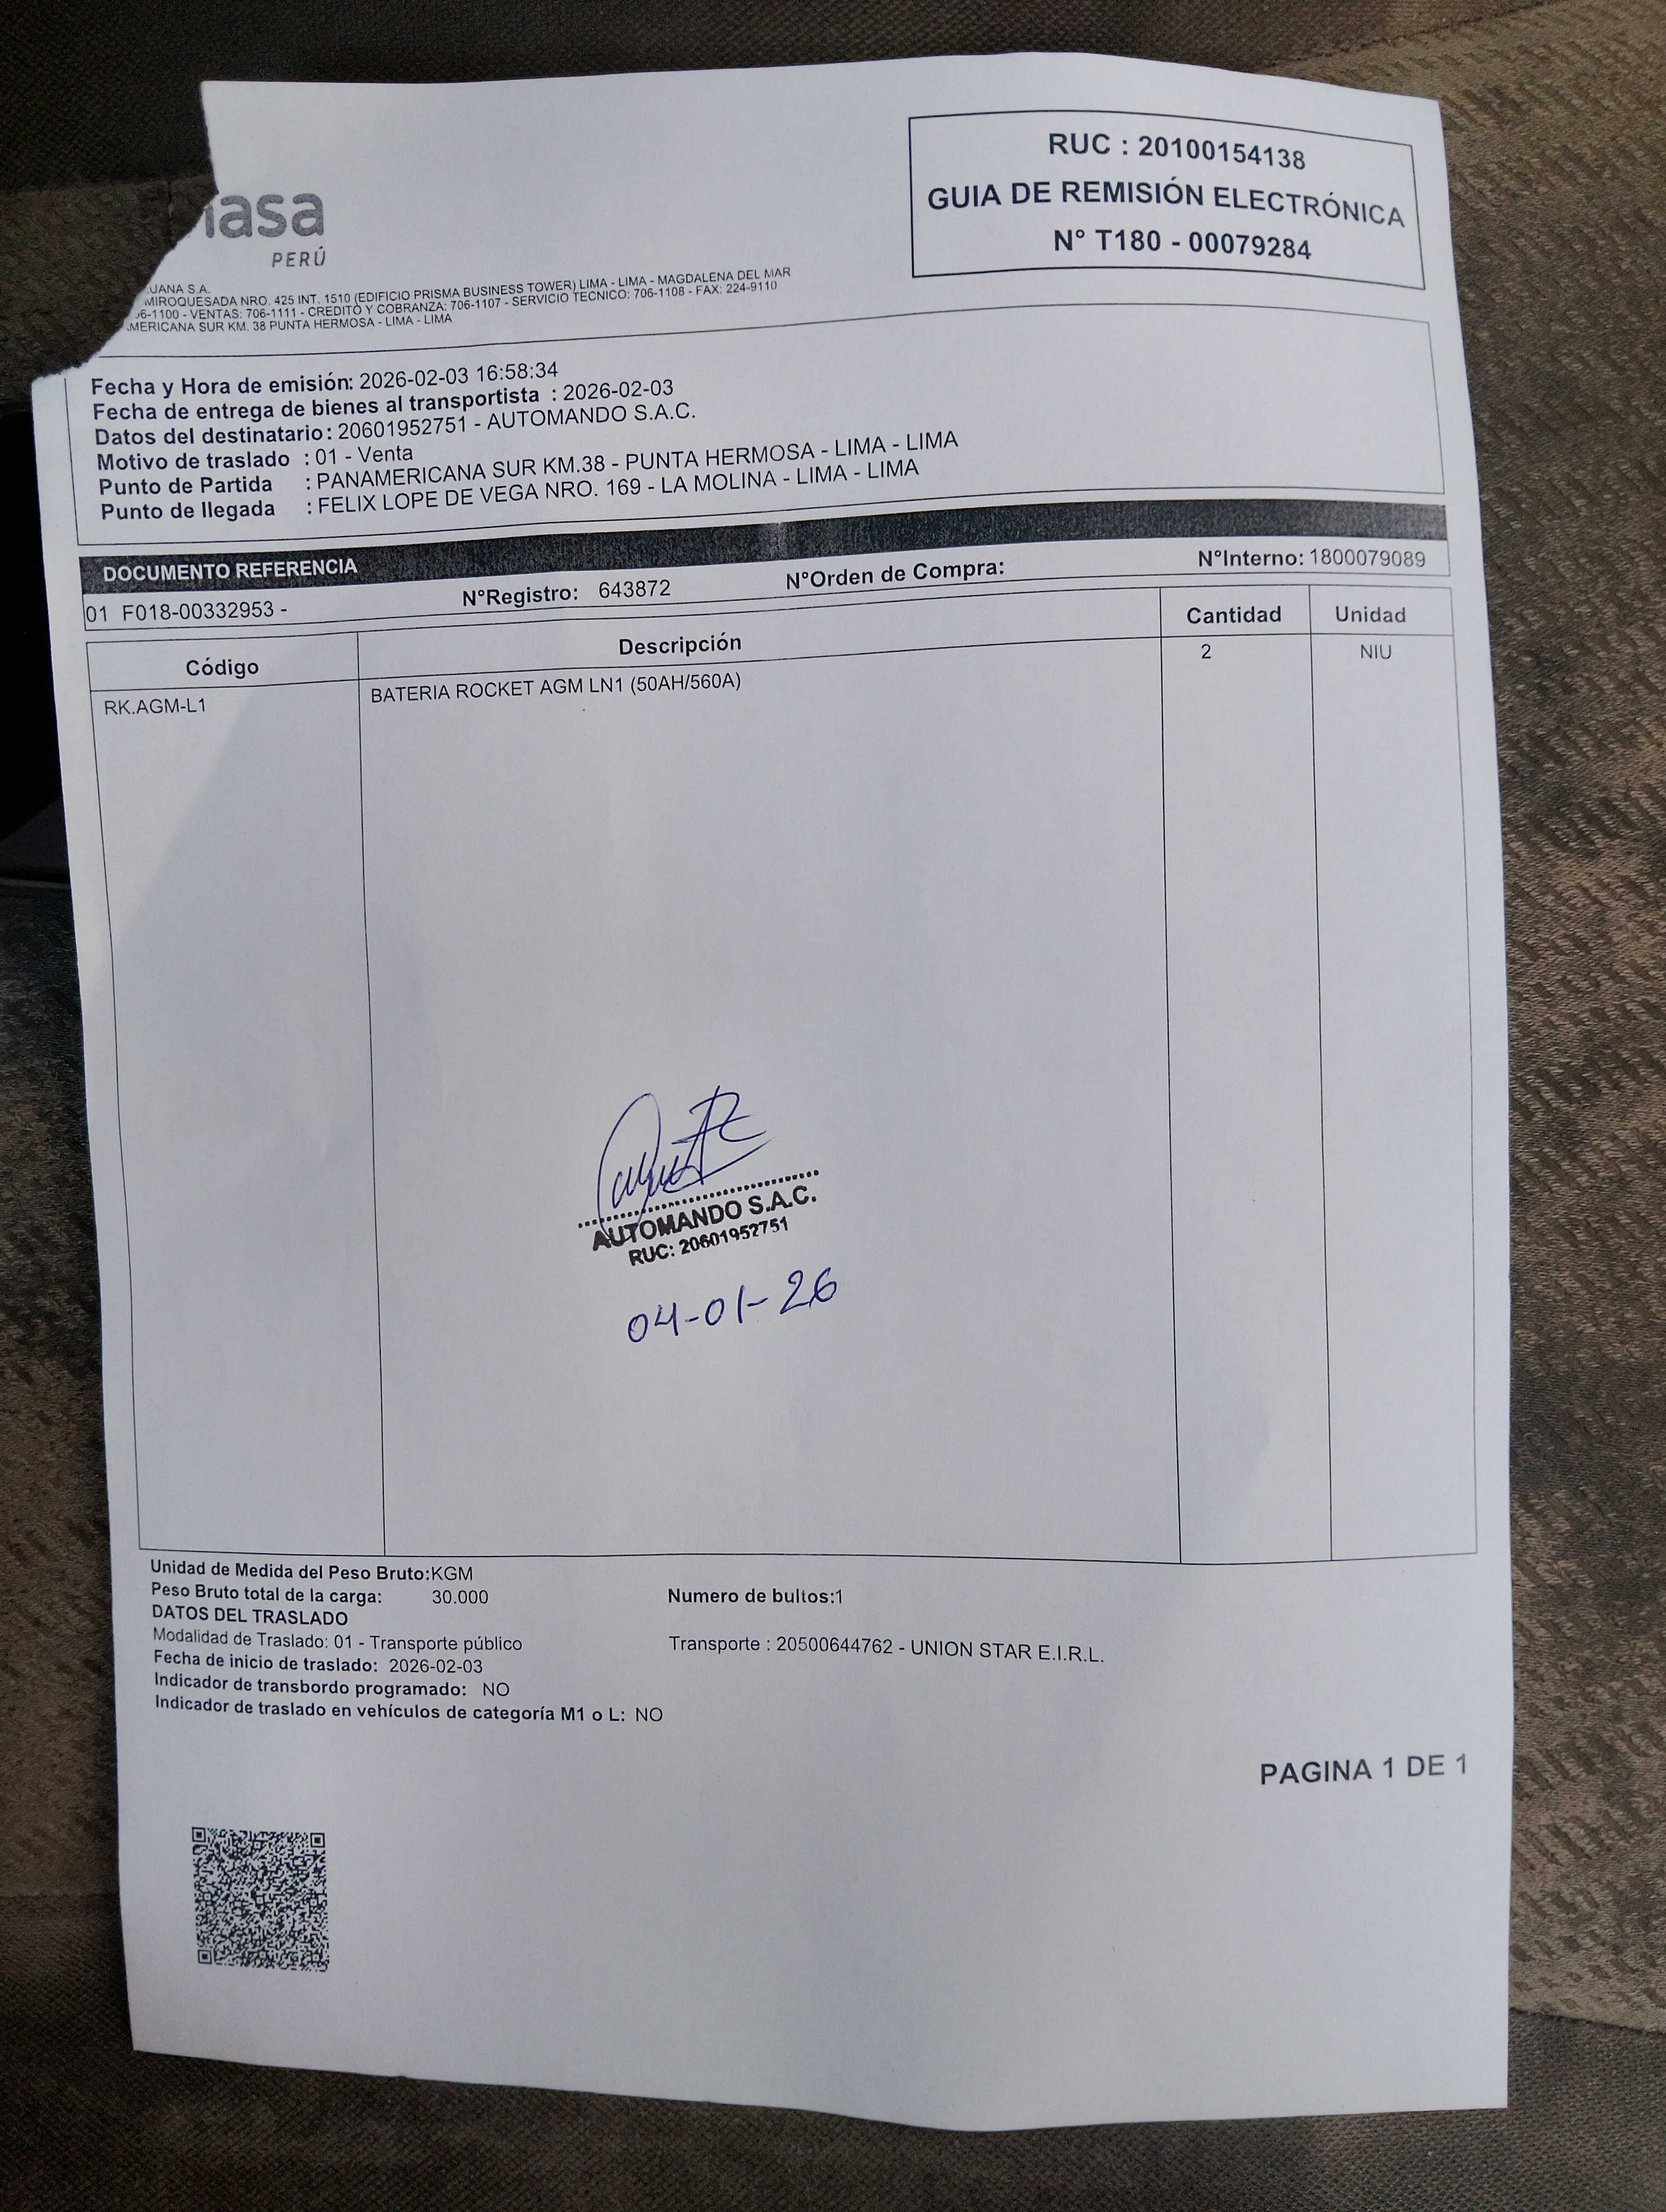 RUC : 20100154138
GUIA DE REMISIÓN ELECTRÓNICA
N° T180 - 00079284
iasa
PERÚ
UANA S.A.
MIROQUESADA NRO. 425 INT. 1510 (EDIFICIO PRISMA BUSINESS TOWER) LIMA - LIMA - MAGDALENA DEL MAR
06-1100 - VENTAS: 706-1111 - CREDITO Y COBRANZA: 706-1107 - SERVICIO TECNICO: 706-1108 - FAX: 224-9110
MERICANA SUR KM. 38 PUNTA HERMOSA - LIMA - LIMA
Fecha y Hora de emisión: 2026-02-03 16:58:34
Fecha de entrega de bienes al transportista : 2026-02-03
Datos del destinatario: 20601952751 - AUTOMANDO S.A.C.
Motivo de traslado : 01 - Venta
Punto de Partida : PANAMERICANA SUR KM.38 - PUNTA HERMOSA - LIMA - LIMA
Punto de llegada : FELIX LOPE DE VEGA NRO. 169 - LA MOLINA - LIMA - LIMA
DOCUMENTO REFERENCIA
01 F018-00332953 - N°Registro: 643872 N°Orden de Compra: N°Interno: 1800079089
Código Descripción Cantidad Unidad
RK.AGM-L1 BATERIA ROCKET AGM LN1 (50AH/560A) 2 NIU
AUTOMANDO S.A.C.
RUC: 20601952751
04-01-26
Unidad de Medida del Peso Bruto:KGM
Peso Bruto total de la carga: 30.000 Numero de bultos:1
DATOS DEL TRASLADO
Modalidad de Traslado: 01 - Transporte público Transporte : 20500644762 - UNION STAR E.I.R.L.
Fecha de inicio de traslado: 2026-02-03
Indicador de transbordo programado: NO
Indicador de traslado en vehículos de categoría M1 o L: NO
PAGINA 1 DE 1